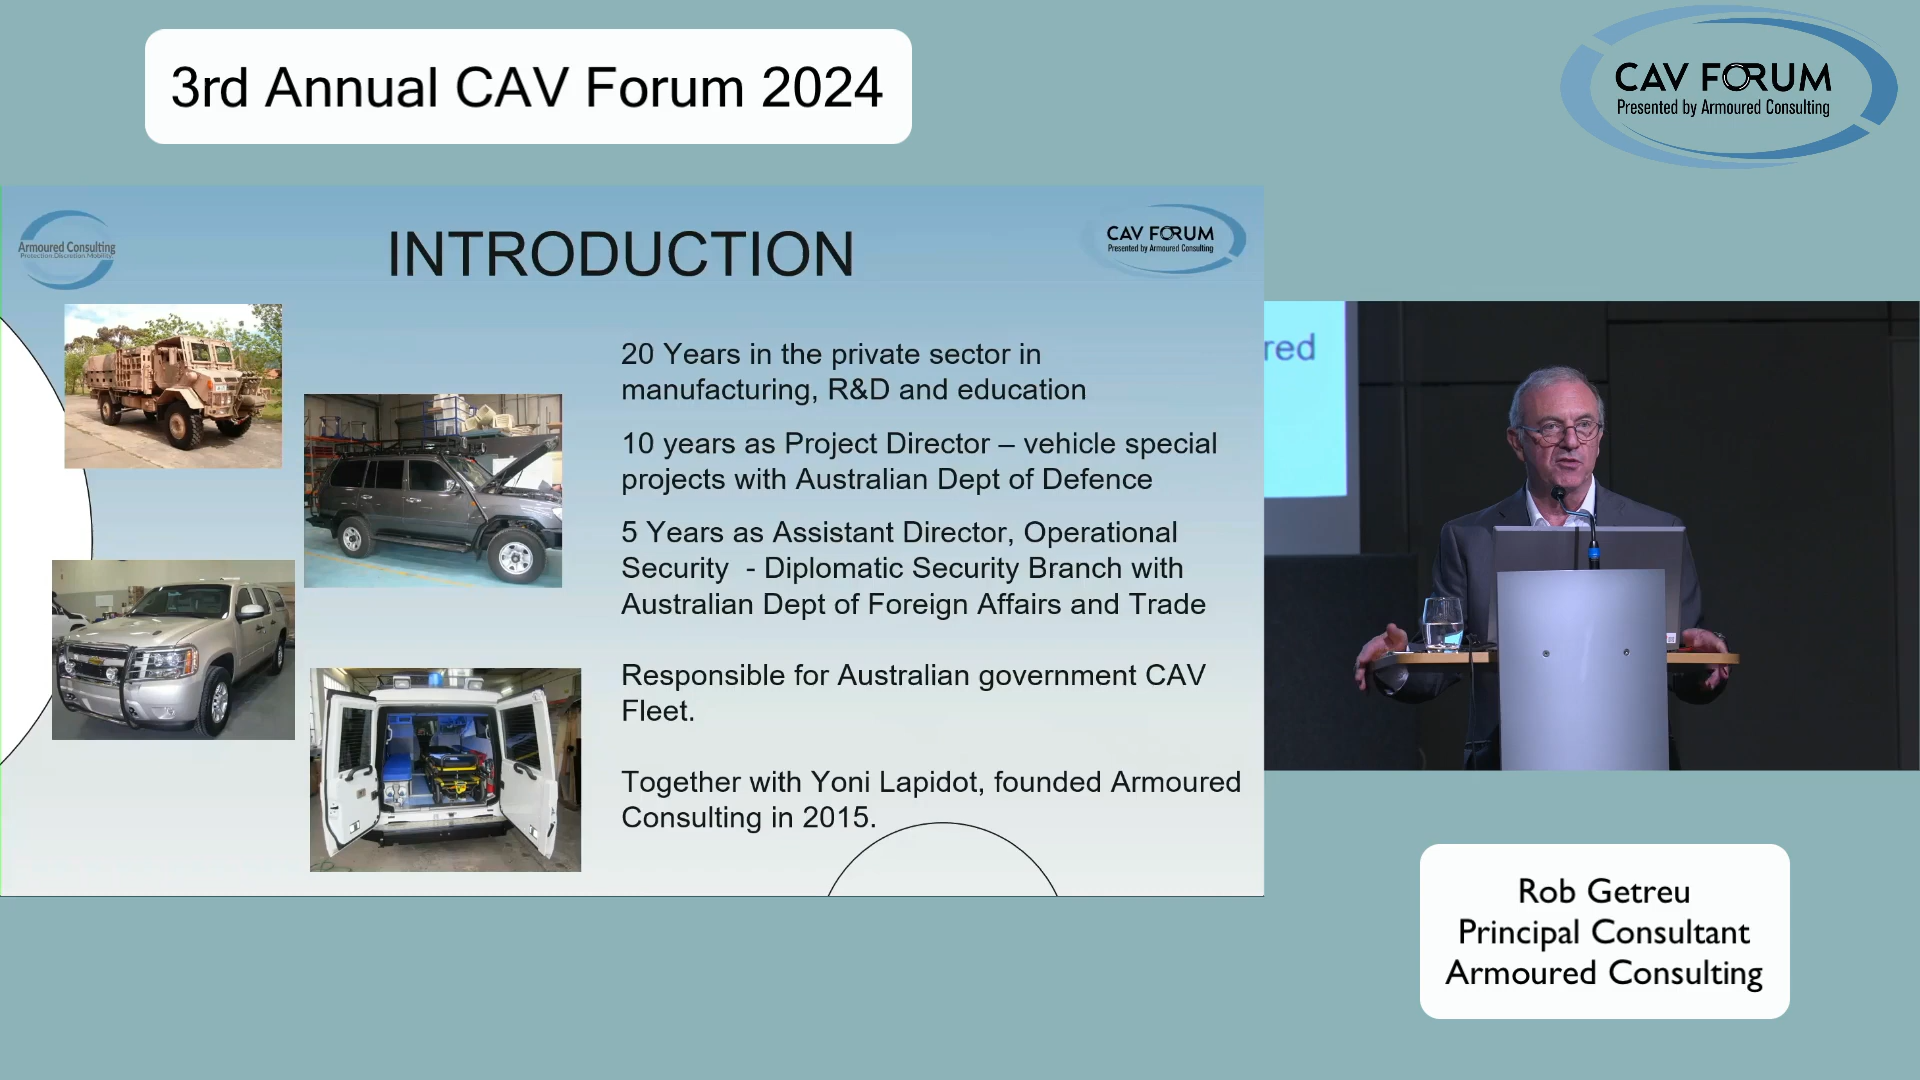 3rd Annual CAV Forum 2024
CAV FORUM
Presented by Armoured Consulting
Armoured Consulting
Protection.Discretion.Mobility
INTRODUCTION
CAV FORUM
Presented by Armoured Consulting
20 Years in the private sector in
manufacturing, R&D and education
10 years as Project Director – vehicle special
projects with Australian Dept of Defence
5 Years as Assistant Director, Operational
Security  - Diplomatic Security Branch with
Australian Dept of Foreign Affairs and Trade
Responsible for Australian government CAV
Fleet.
Together with Yoni Lapidot, founded Armoured
Consulting in 2015.
red
Rob Getreu
Principal Consultant
Armoured Consulting